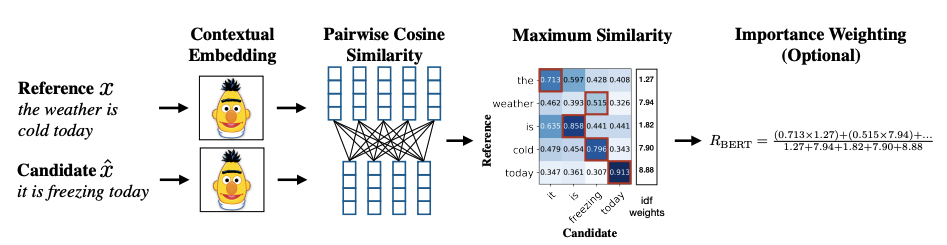 Contextual
Embedding
Pairwise Cosine
Similarity
Maximum Similarity
Importance Weighting
(Optional)
Reference x
the weather is
cold today
Candidate x̂
it is freezing today
Reference
the 0.713 0.597 0.428 0.408 1.27
weather 0.462 0.393 0.515 0.326 7.94
is 0.635 0.858 0.441 0.441 1.82
cold 0.479 0.454 0.796 0.343 7.90
today 0.347 0.361 0.307 0.913 8.88
it is freezing today
idf
weights
Candidate
R_BERT = (0.713×1.27)+(0.515×7.94)+... / 1.27+7.94+1.82+7.90+8.88